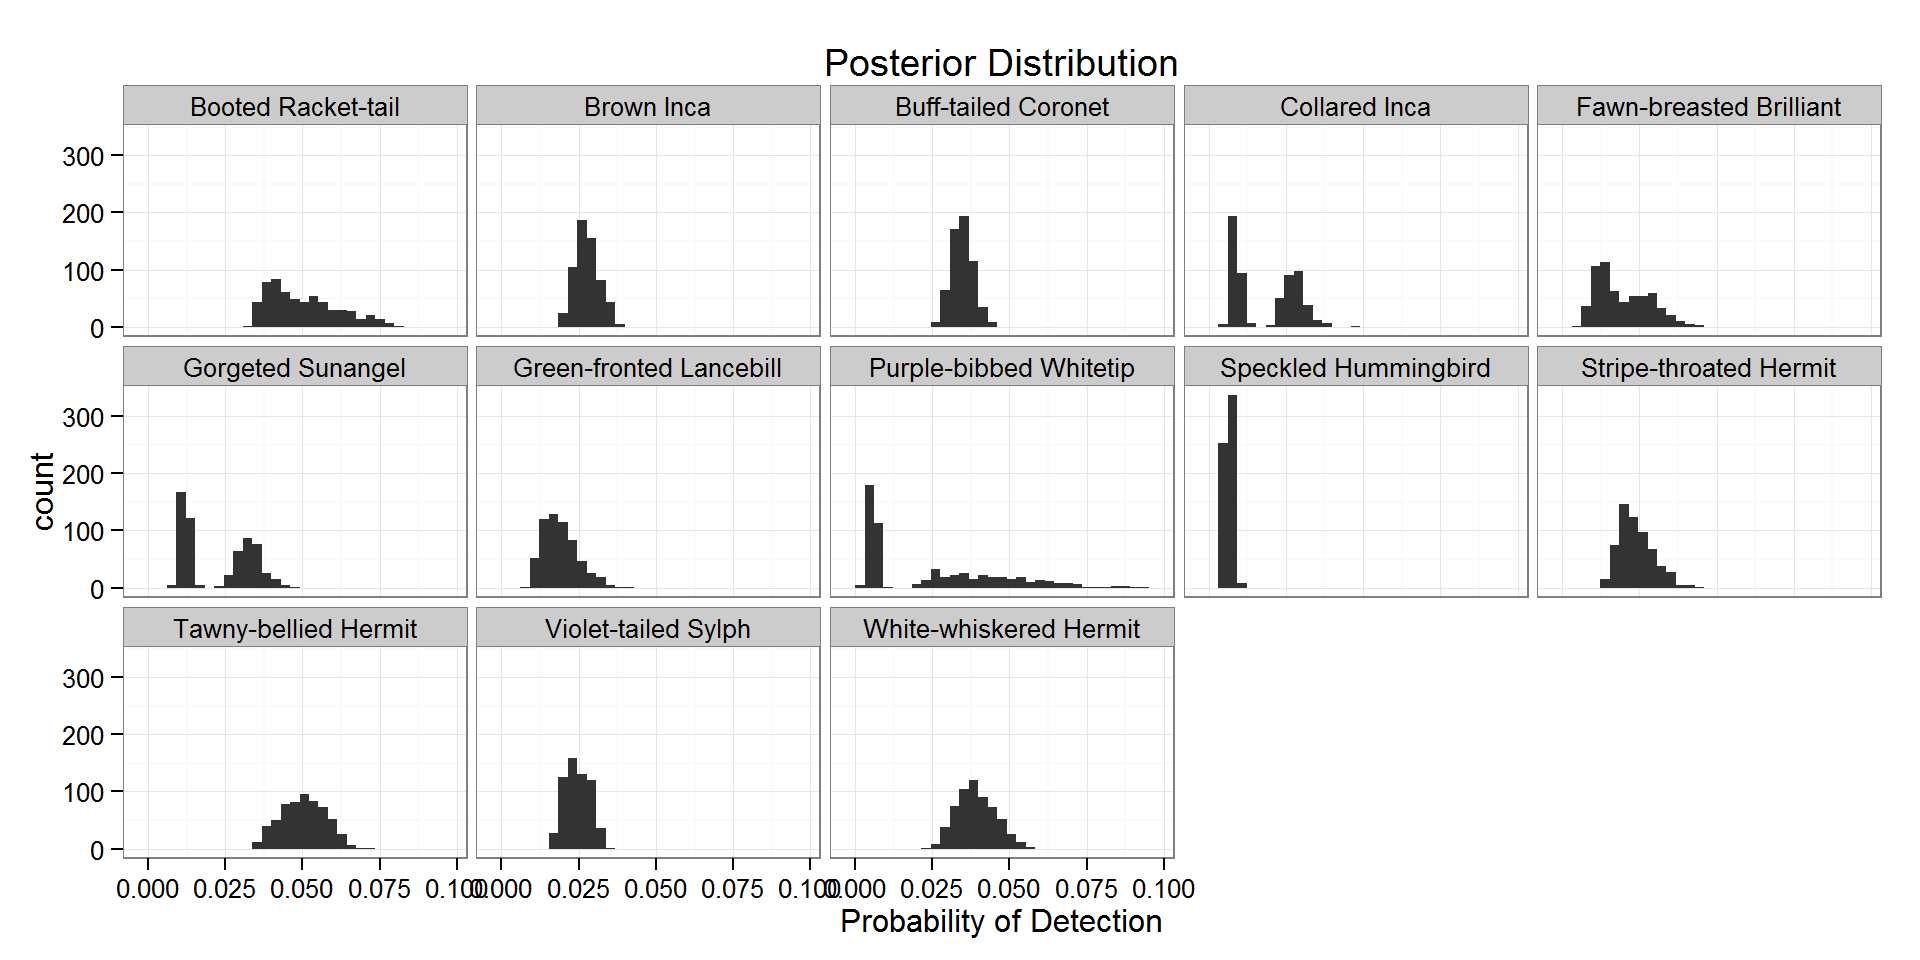 Posterior Distribution
Booted Racket-tail
Brown Inca
Buff-tailed Coronet
Collared Inca
Fawn-breasted Brilliant
300
200
100
0
Gorgeted Sunangel
Green-fronted Lancebill
Purple-bibbed Whitetip
Speckled Hummingbird
Stripe-throated Hermit
300
200
100
0
count
Tawny-bellied Hermit
Violet-tailed Sylph
White-whiskered Hermit
300
200
100
0
0.000 0.025 0.050 0.075 0.100
0.000 0.025 0.050 0.075 0.100
0.000 0.025 0.050 0.075 0.100
Probability of Detection